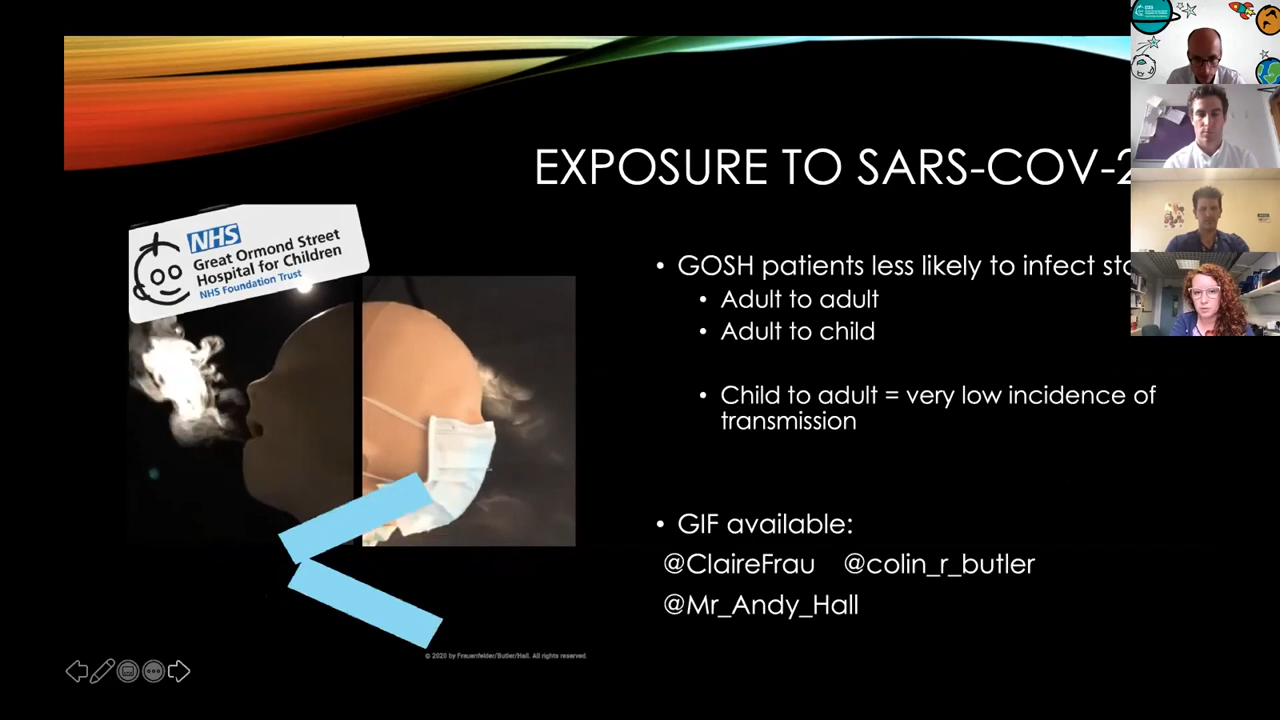 EXPOSURE TO SARS-COV-2
NHS
Great Ormond Street
Hospital for Children
NHS Foundation Trust
• GOSH patients less likely to infect
• Adult to adult
• Adult to child
• Child to adult = very low incidence of
transmission
• GIF available:
@ClaireFrau @colin_r_butler
@Mr_Andy_Hall
© 2020 by Frauenfelder/Butler/Hall. All rights reserved.
NHS